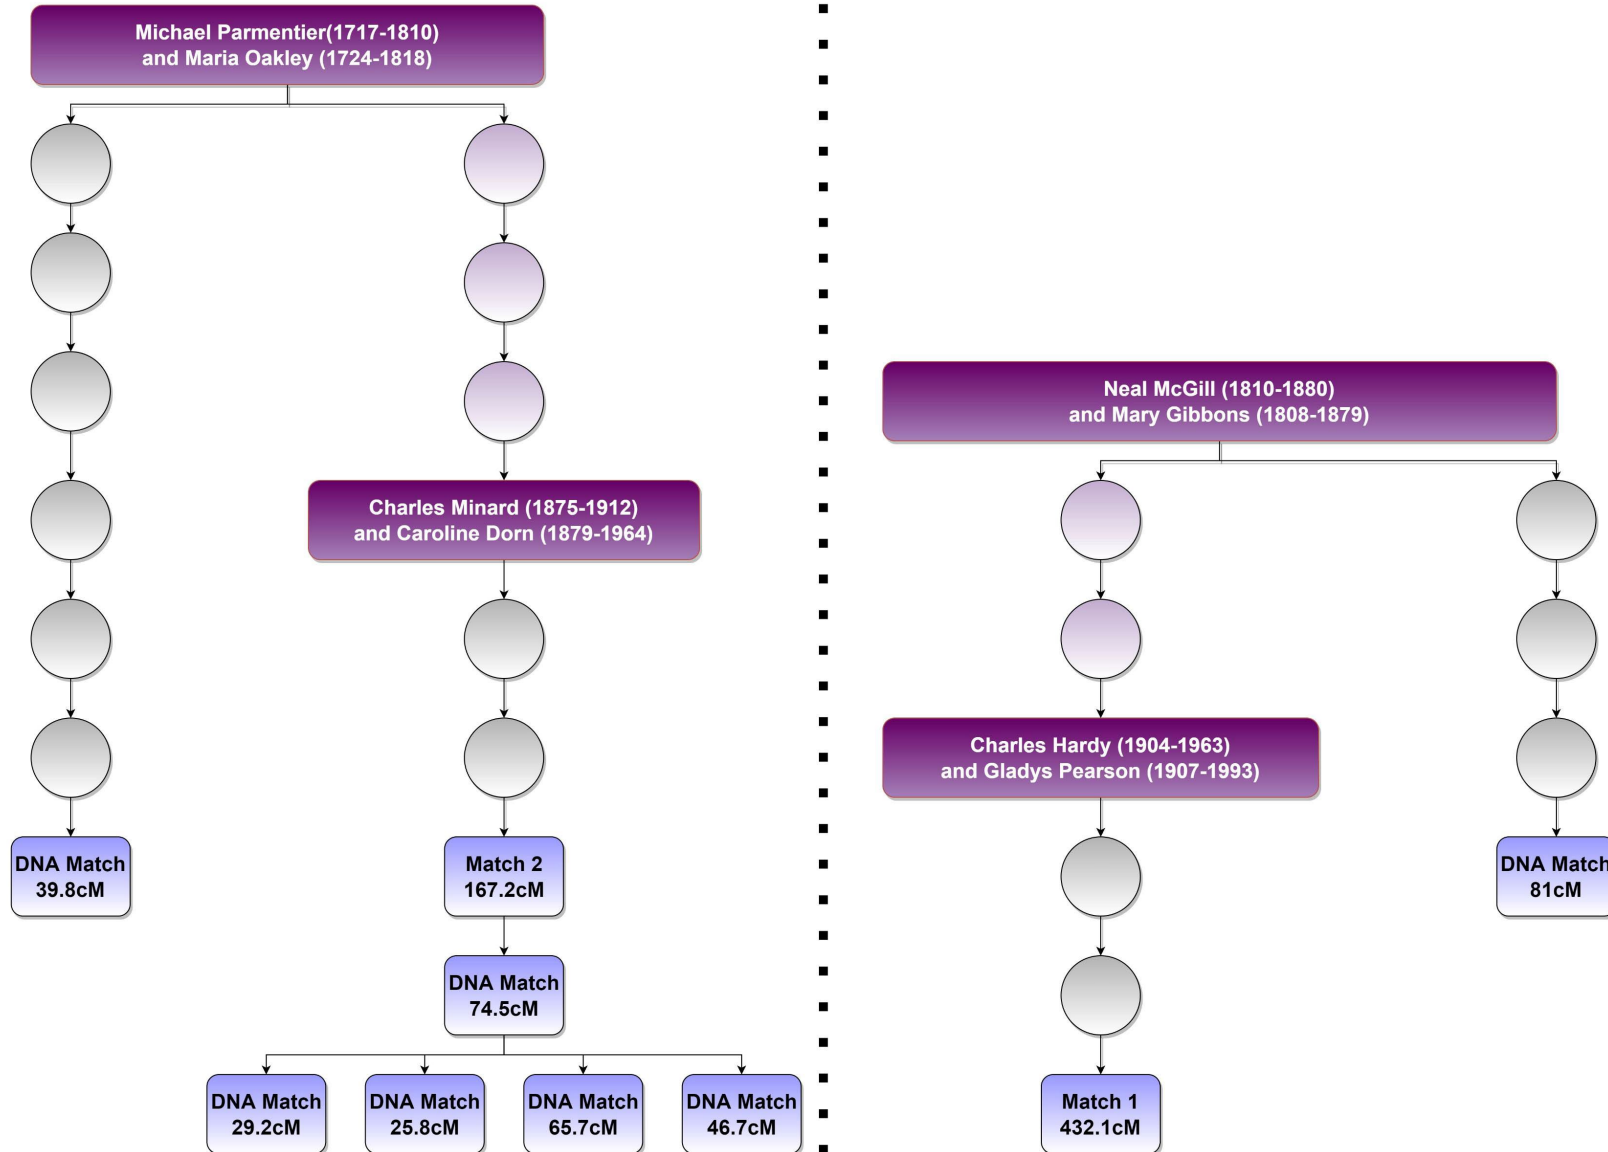 Michael Parmentier(1717-1810)
and Maria Oakley (1724-1818)
Charles Minard (1875-1912)
and Caroline Dorn (1879-1964)
DNA Match
39.8cM
Match 2
167.2cM
DNA Match
74.5cM
DNA Match
29.2cM
DNA Match
25.8cM
DNA Match
65.7cM
DNA Match
46.7cM
Neal McGill (1810-1880)
and Mary Gibbons (1808-1879)
Charles Hardy (1904-1963)
and Gladys Pearson (1907-1993)
DNA Match
81cM
Match 1
432.1cM